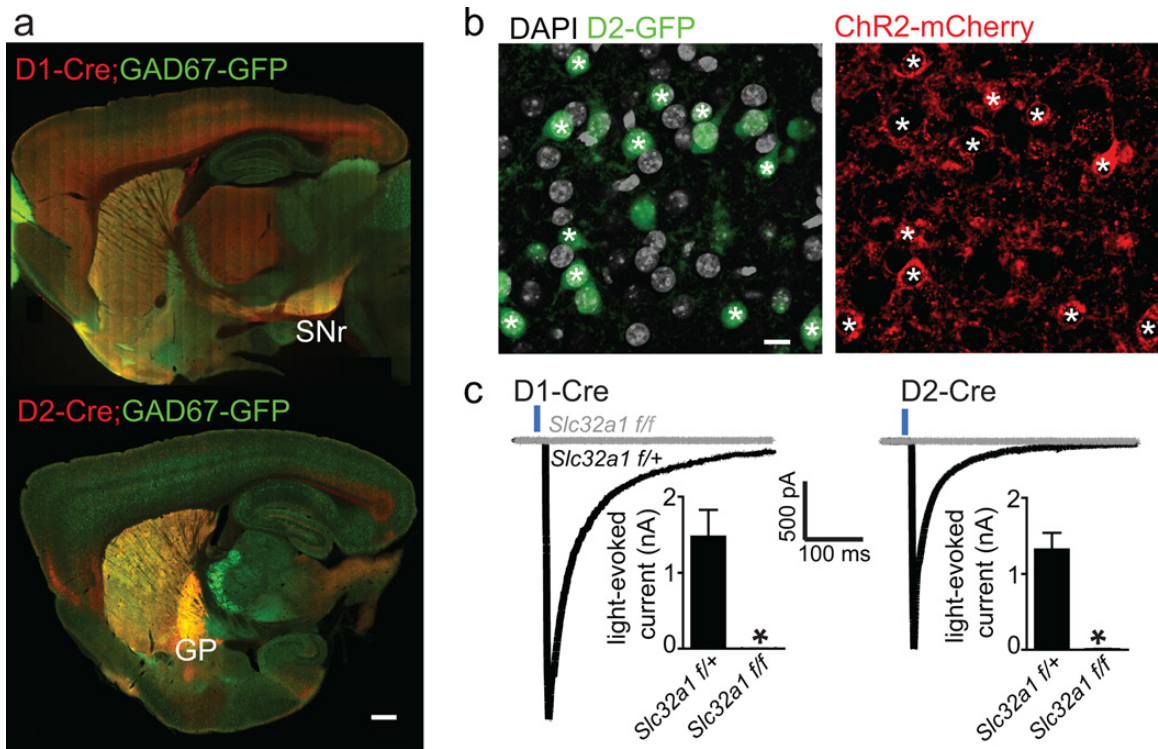 a
D1-Cre;GAD67-GFP
SNr
D2-Cre;GAD67-GFP
GP
b
DAPI D2-GFP
ChR2-mCherry
c
D1-Cre
Slc32a1 f/f
Slc32a1 f/+
light-evoked
current (nA)
2
1
0
*
Slc32a1 f/+
Slc32a1 f/f
500 pA
100 ms
D2-Cre
light-evoked
current (nA)
2
1
0
*
Slc32a1 f/+
Slc32a1 f/f